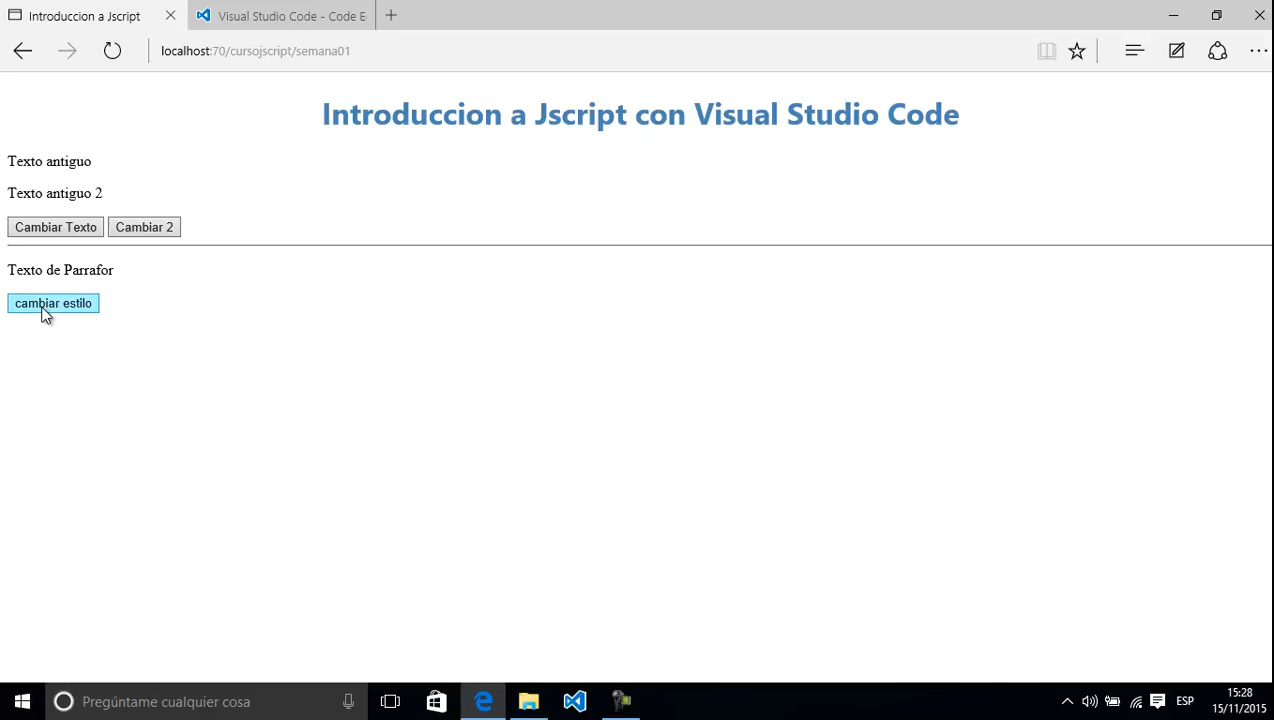 Introduccion a Jscript
Visual Studio Code - Code E
localhost:70/cursojscript/semana01
Introduccion a Jscript con Visual Studio Code
Texto antiguo
Texto antiguo 2
Cambiar Texto
Cambiar 2
Texto de Parrafor
cambiar estilo
Pregúntame cualquier cosa
ESP
15:28
15/11/2015